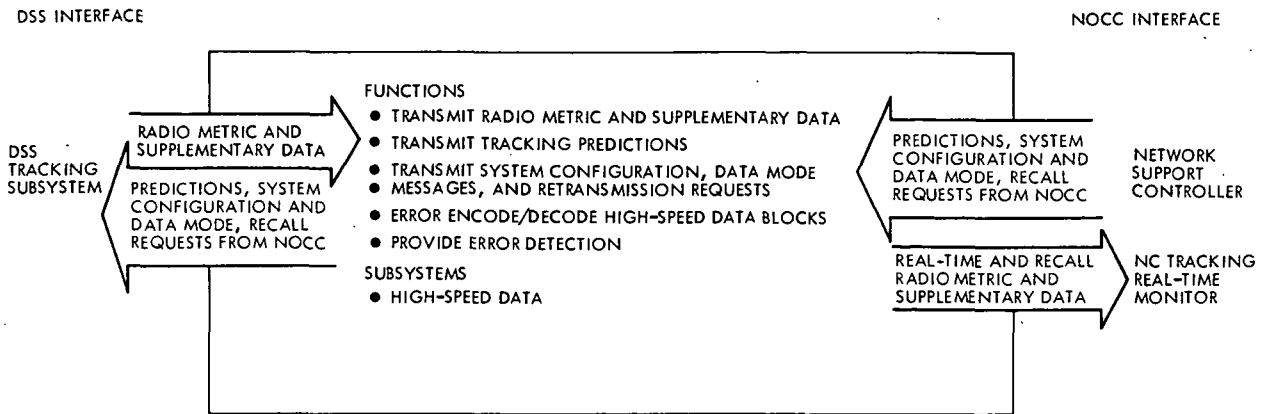 DSS INTERFACE
NOCC INTERFACE
DSS
TRACKING
SUBSYSTEM
RADIO METRIC AND
SUPPLEMENTARY DATA
PREDICTIONS, SYSTEM
CONFIGURATION AND
DATA MODE, RECALL
REQUESTS FROM NOCC
FUNCTIONS
● TRANSMIT RADIO METRIC AND SUPPLEMENTARY DATA
● TRANSMIT TRACKING PREDICTIONS
● TRANSMIT SYSTEM CONFIGURATION, DATA MODE
● MESSAGES, AND RETRANSMISSION REQUESTS
● ERROR ENCODE/DECODE HIGH-SPEED DATA BLOCKS
● PROVIDE ERROR DETECTION
SUBSYSTEMS
● HIGH-SPEED DATA
PREDICTIONS, SYSTEM
CONFIGURATION AND
DATA MODE, RECALL
REQUESTS FROM NOCC
NETWORK
SUPPORT
CONTROLLER
REAL-TIME AND RECALL
RADIO METRIC AND
SUPPLEMENTARY DATA
NC TRACKING
REAL-TIME
MONITOR